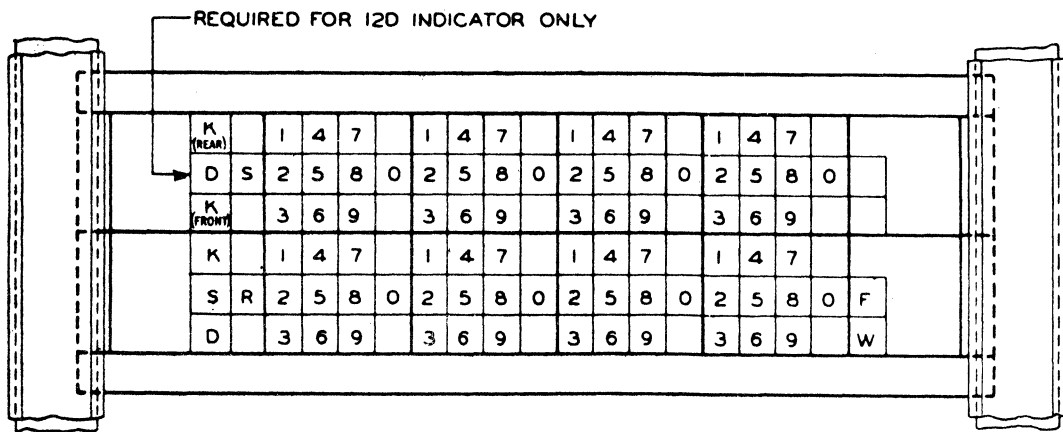 REQUIRED FOR 12D INDICATOR ONLY
K (REAR) 1 4 7 1 4 7 1 4 7 1 4 7
D S 2 5 8 0 2 5 8 0 2 5 8 0 2 5 8 0
K (FRONT) 3 6 9 3 6 9 3 6 9 3 6 9
K 1 4 7 1 4 7 1 4 7 1 4 7
S R 2 5 8 0 2 5 8 0 2 5 8 0 2 5 8 0 F
D 3 6 9 3 6 9 3 6 9 3 6 9 W